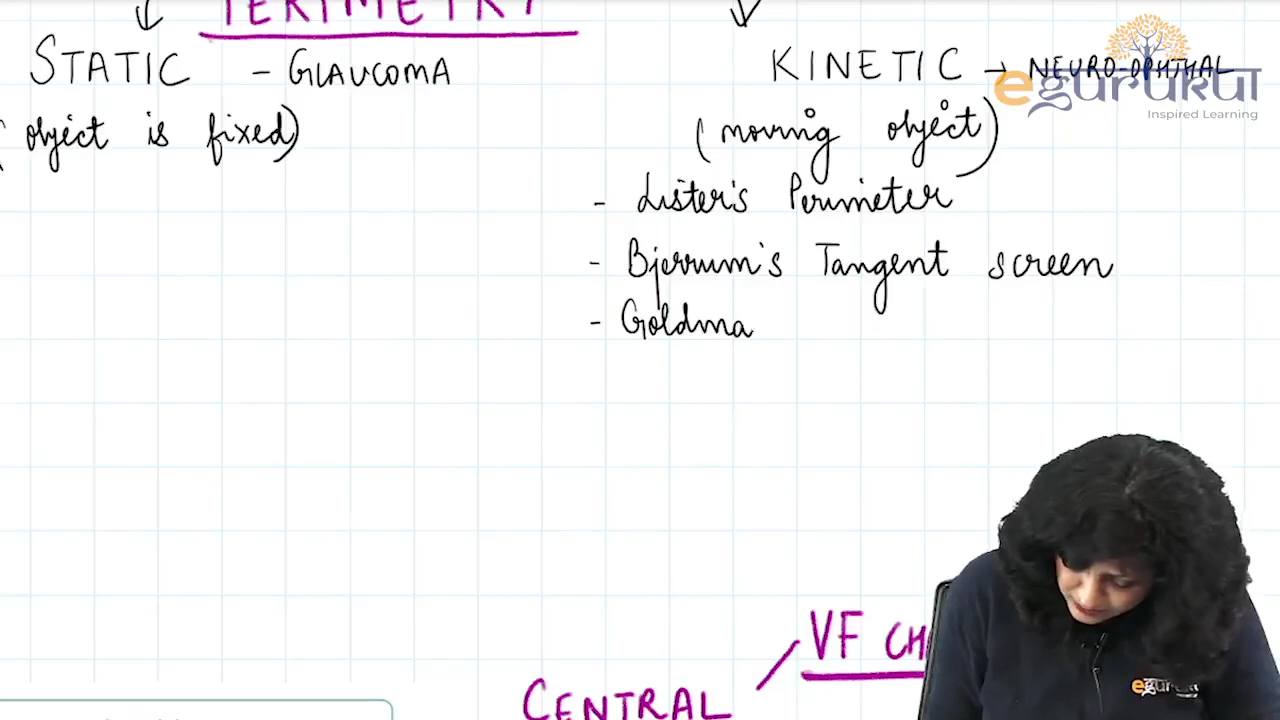 PERIMETRY
STATIC - GLAUCOMA
(object is fixed)
KINETIC → NEURO-OPHTHAL
(moving object)
- Lister's Perimeter
- Bjerrum's Tangent screen
- Goldma
egurukul
Inspired Learning
VF CH
CENTRAL
egurukul